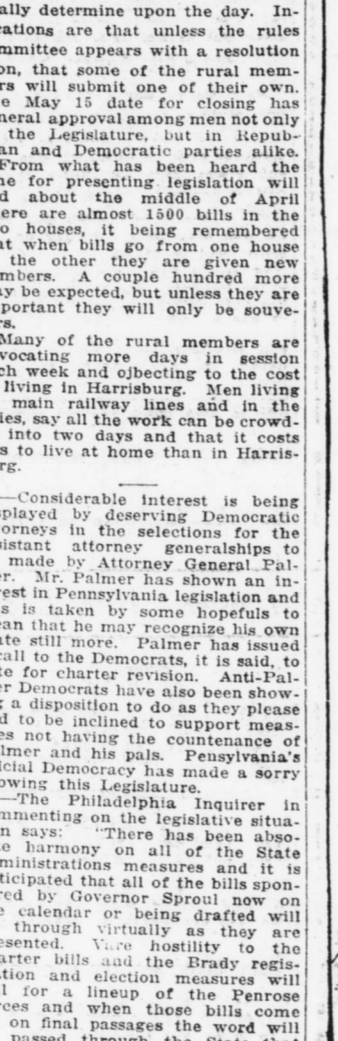 ally determine upon the day. In-
cations are that unless the rules
mmittee appears with a resolution
on, that some of the rural mem-
rs will submit one of their own.
e May 15 date for closing has
neral approval among men not only
the Legislature, but in Repub-
an and Democratic parties alike.
From what has been heard the
ne for presenting legislation will
d about the middle of April
ere are almost 1500 bills in the
o houses, it being remembered
at when bills go from one house
the other they are given new
mbers. A couple hundred more
ay be expected, but unless they are
portant they will only be souve-
rs.
Many of the rural members are
vocating more days in session
ch week and ojbecting to the cost
living in Harrisburg. Men living
main railway lines and in the
ies, say all the work can be crowd-
into two days and that it costs
s to live at home than in Harris-
rg.
—Considerable interest is being
splayed by deserving Democratic
orneys in the selections for the
sistant attorney generalships to
made by Attorney General Pal-
er. Mr. Palmer has shown an in-
rest in Pennsylvania legislation and
s is taken by some hopefuls to
ean that he may recognize his own
ate still more. Palmer has issued
call to the Democrats, it is said, to
te for charter revision. Anti-Pal-
er Democrats have also been show-
g a disposition to do as they please
d to be inclined to support meas-
es not having the countenance of
lmer and his pals. Pensylvania's
icial Democracy has made a sorry
owing this Legislature.
—The Philadelphia Inquirer in
mmenting on the legislative situa-
n says: "There has been abso-
e harmony on all of the State
ministrations measures and it is
ticipated that all of the bills spon-
red by Governor Sproul now on
e calendar or being drafted will
through virtually as they are
esented. Vare hostility to the
arter bills and the Brady regis-
tion and election measures will
l for a lineup of the Penrose
rces and when those bills come
on final passages the word will
passed through the State that